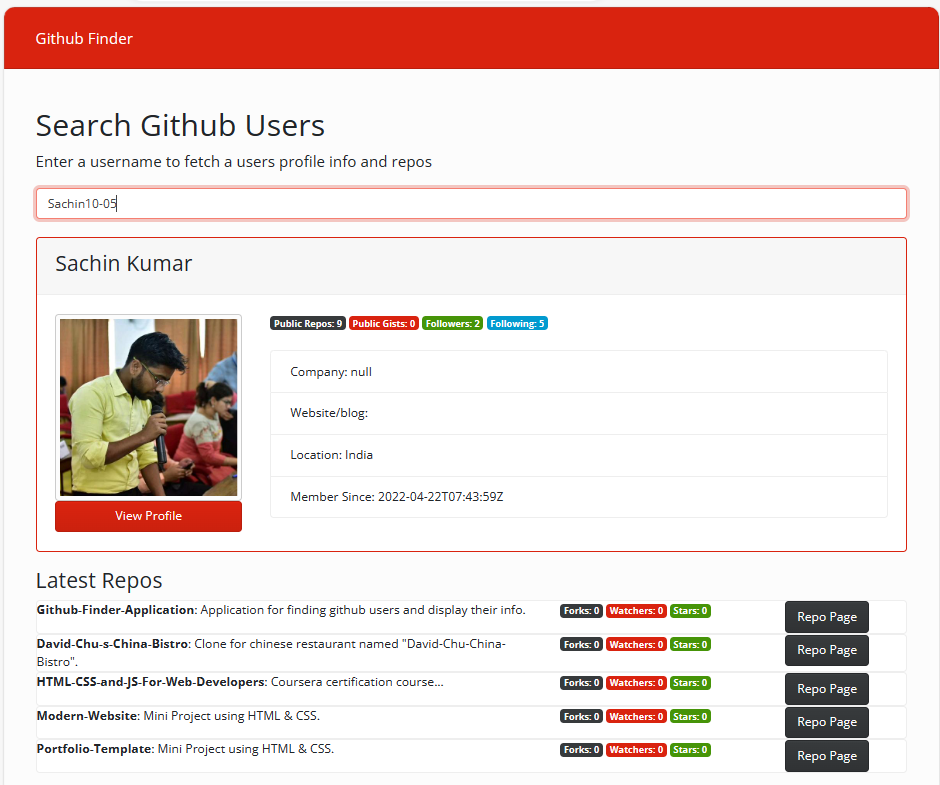 Github Finder
Search Github Users
Enter a username to fetch a users profile info and repos
Sachin10-05
Sachin Kumar
Public Repos: 9 Public Gists: 0 Followers: 2 Following: 5
Company: null
Website/blog:
Location: India
Member Since: 2022-04-22T07:43:59Z
View Profile
Latest Repos
Github-Finder-Application: Application for finding github users and display their info. Forks: 0 Watchers: 0 Stars: 0 Repo Page
David-Chu-s-China-Bistro: Clone for chinese restaurant named "David-Chu-China- Forks: 0 Watchers: 0 Stars: 0 Repo Page
Bistro".
HTML-CSS-and-JS-For-Web-Developers: Coursera certification course... Forks: 0 Watchers: 0 Stars: 0 Repo Page
Modern-Website: Mini Project using HTML & CSS. Forks: 0 Watchers: 0 Stars: 0 Repo Page
Portfolio-Template: Mini Project using HTML & CSS. Forks: 0 Watchers: 0 Stars: 0 Repo Page